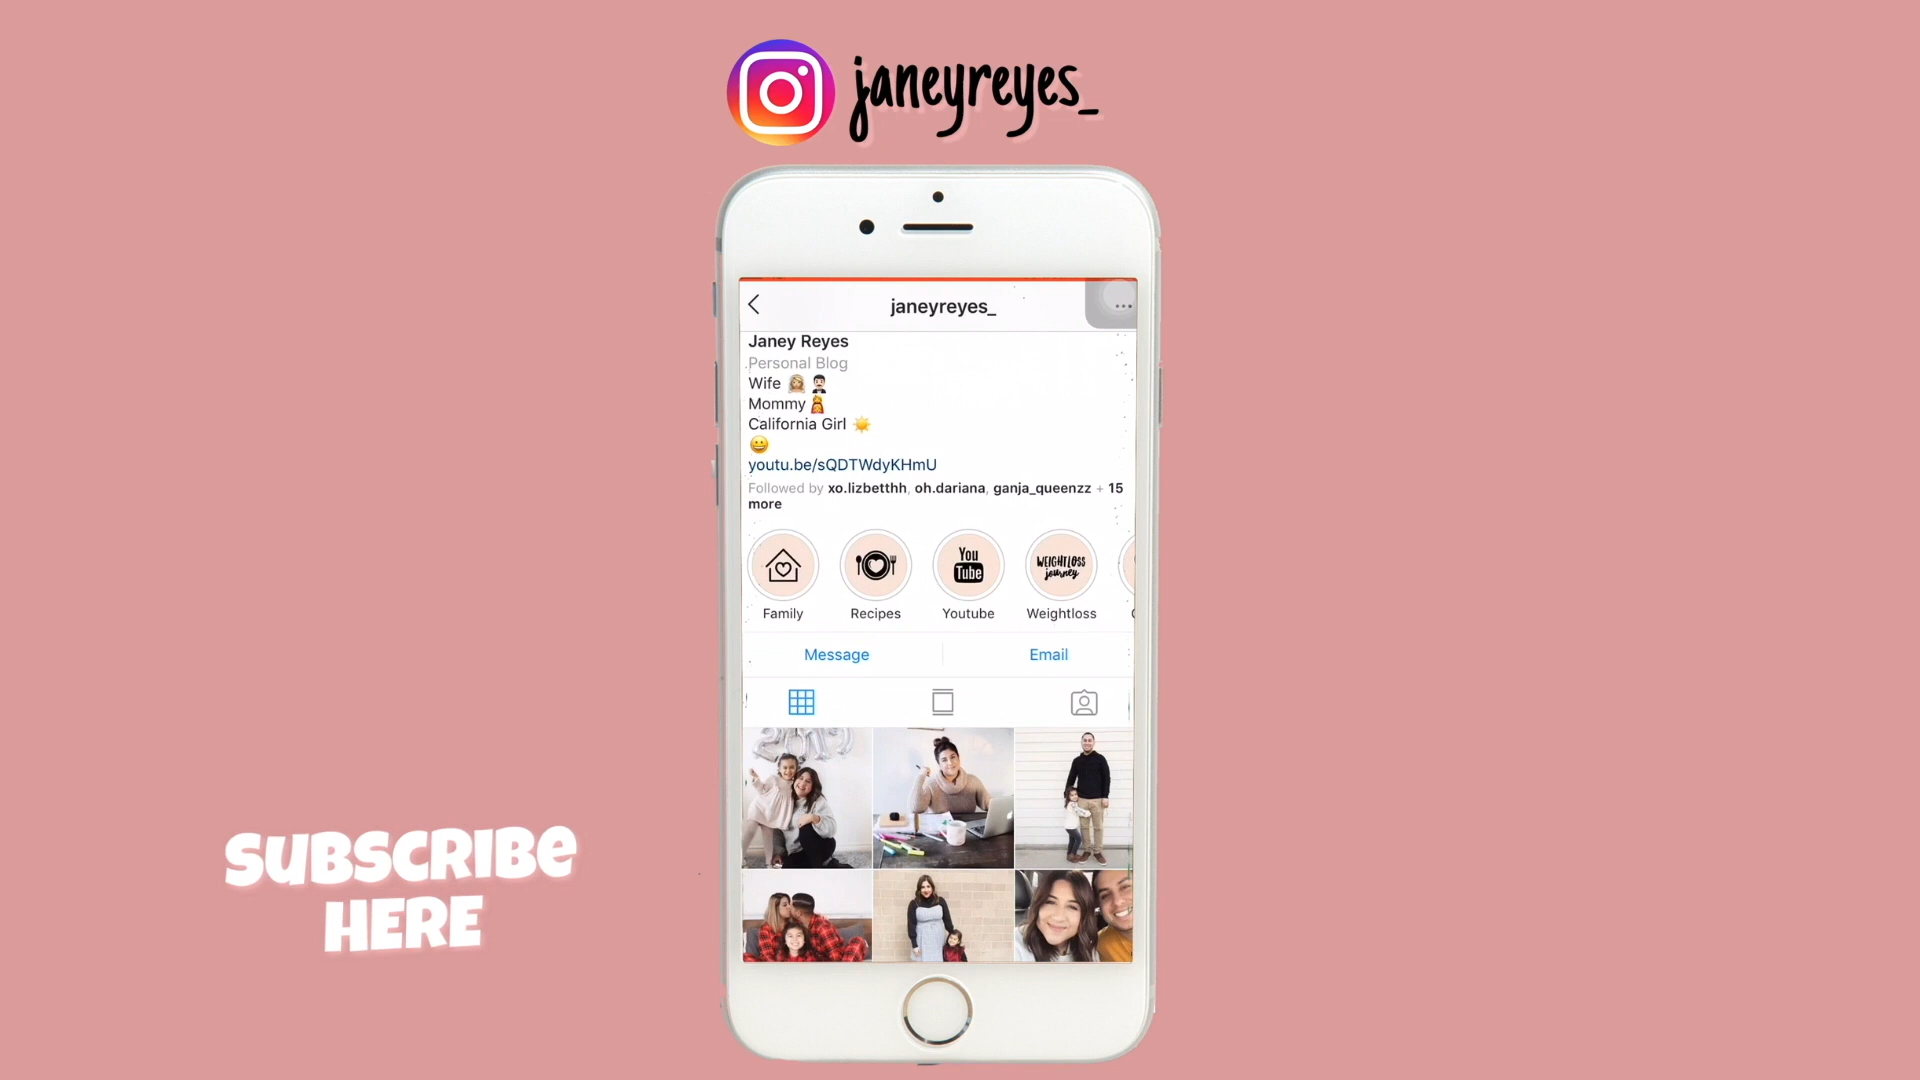 janeyreyes_
janeyreyes_
...
Janey Reyes
Personal Blog
Wife 👰🏼 🤵🏻
Mommy 👸
California Girl ☀️
😀
youtu.be/sQDTWdyKHmU
Followed by xo.lizbetthh, oh.dariana, ganja_queenzz + 15
more
You
Tube
WEIGHTLOSS
journey
Family Recipes Youtube Weightloss
Message Email
SUBSCRIBE
HERE